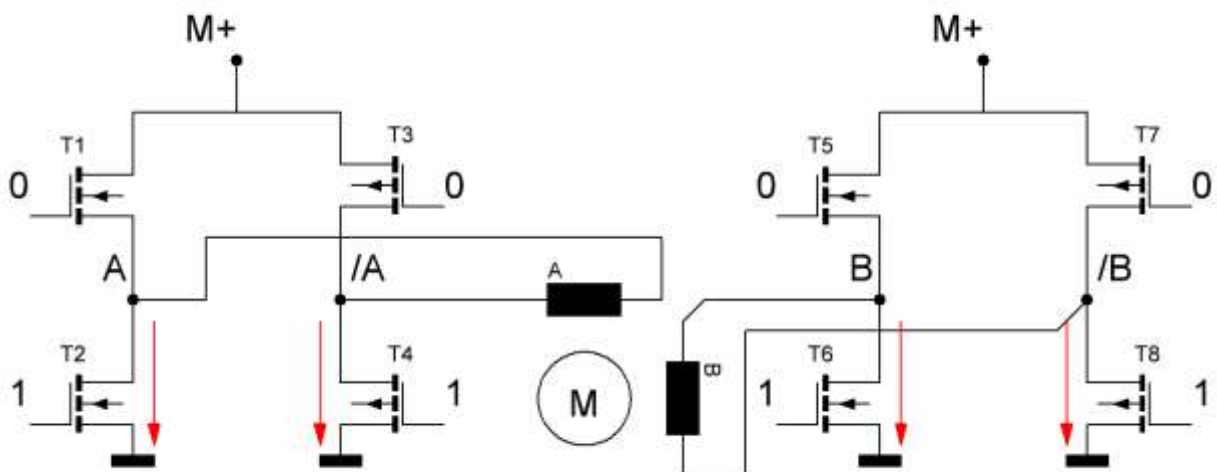 M+ M+
T1 T3 T5 T7
0 0 0 0
A /A A B /B
T2 T4 B T6 T8
1 1 M 1 1